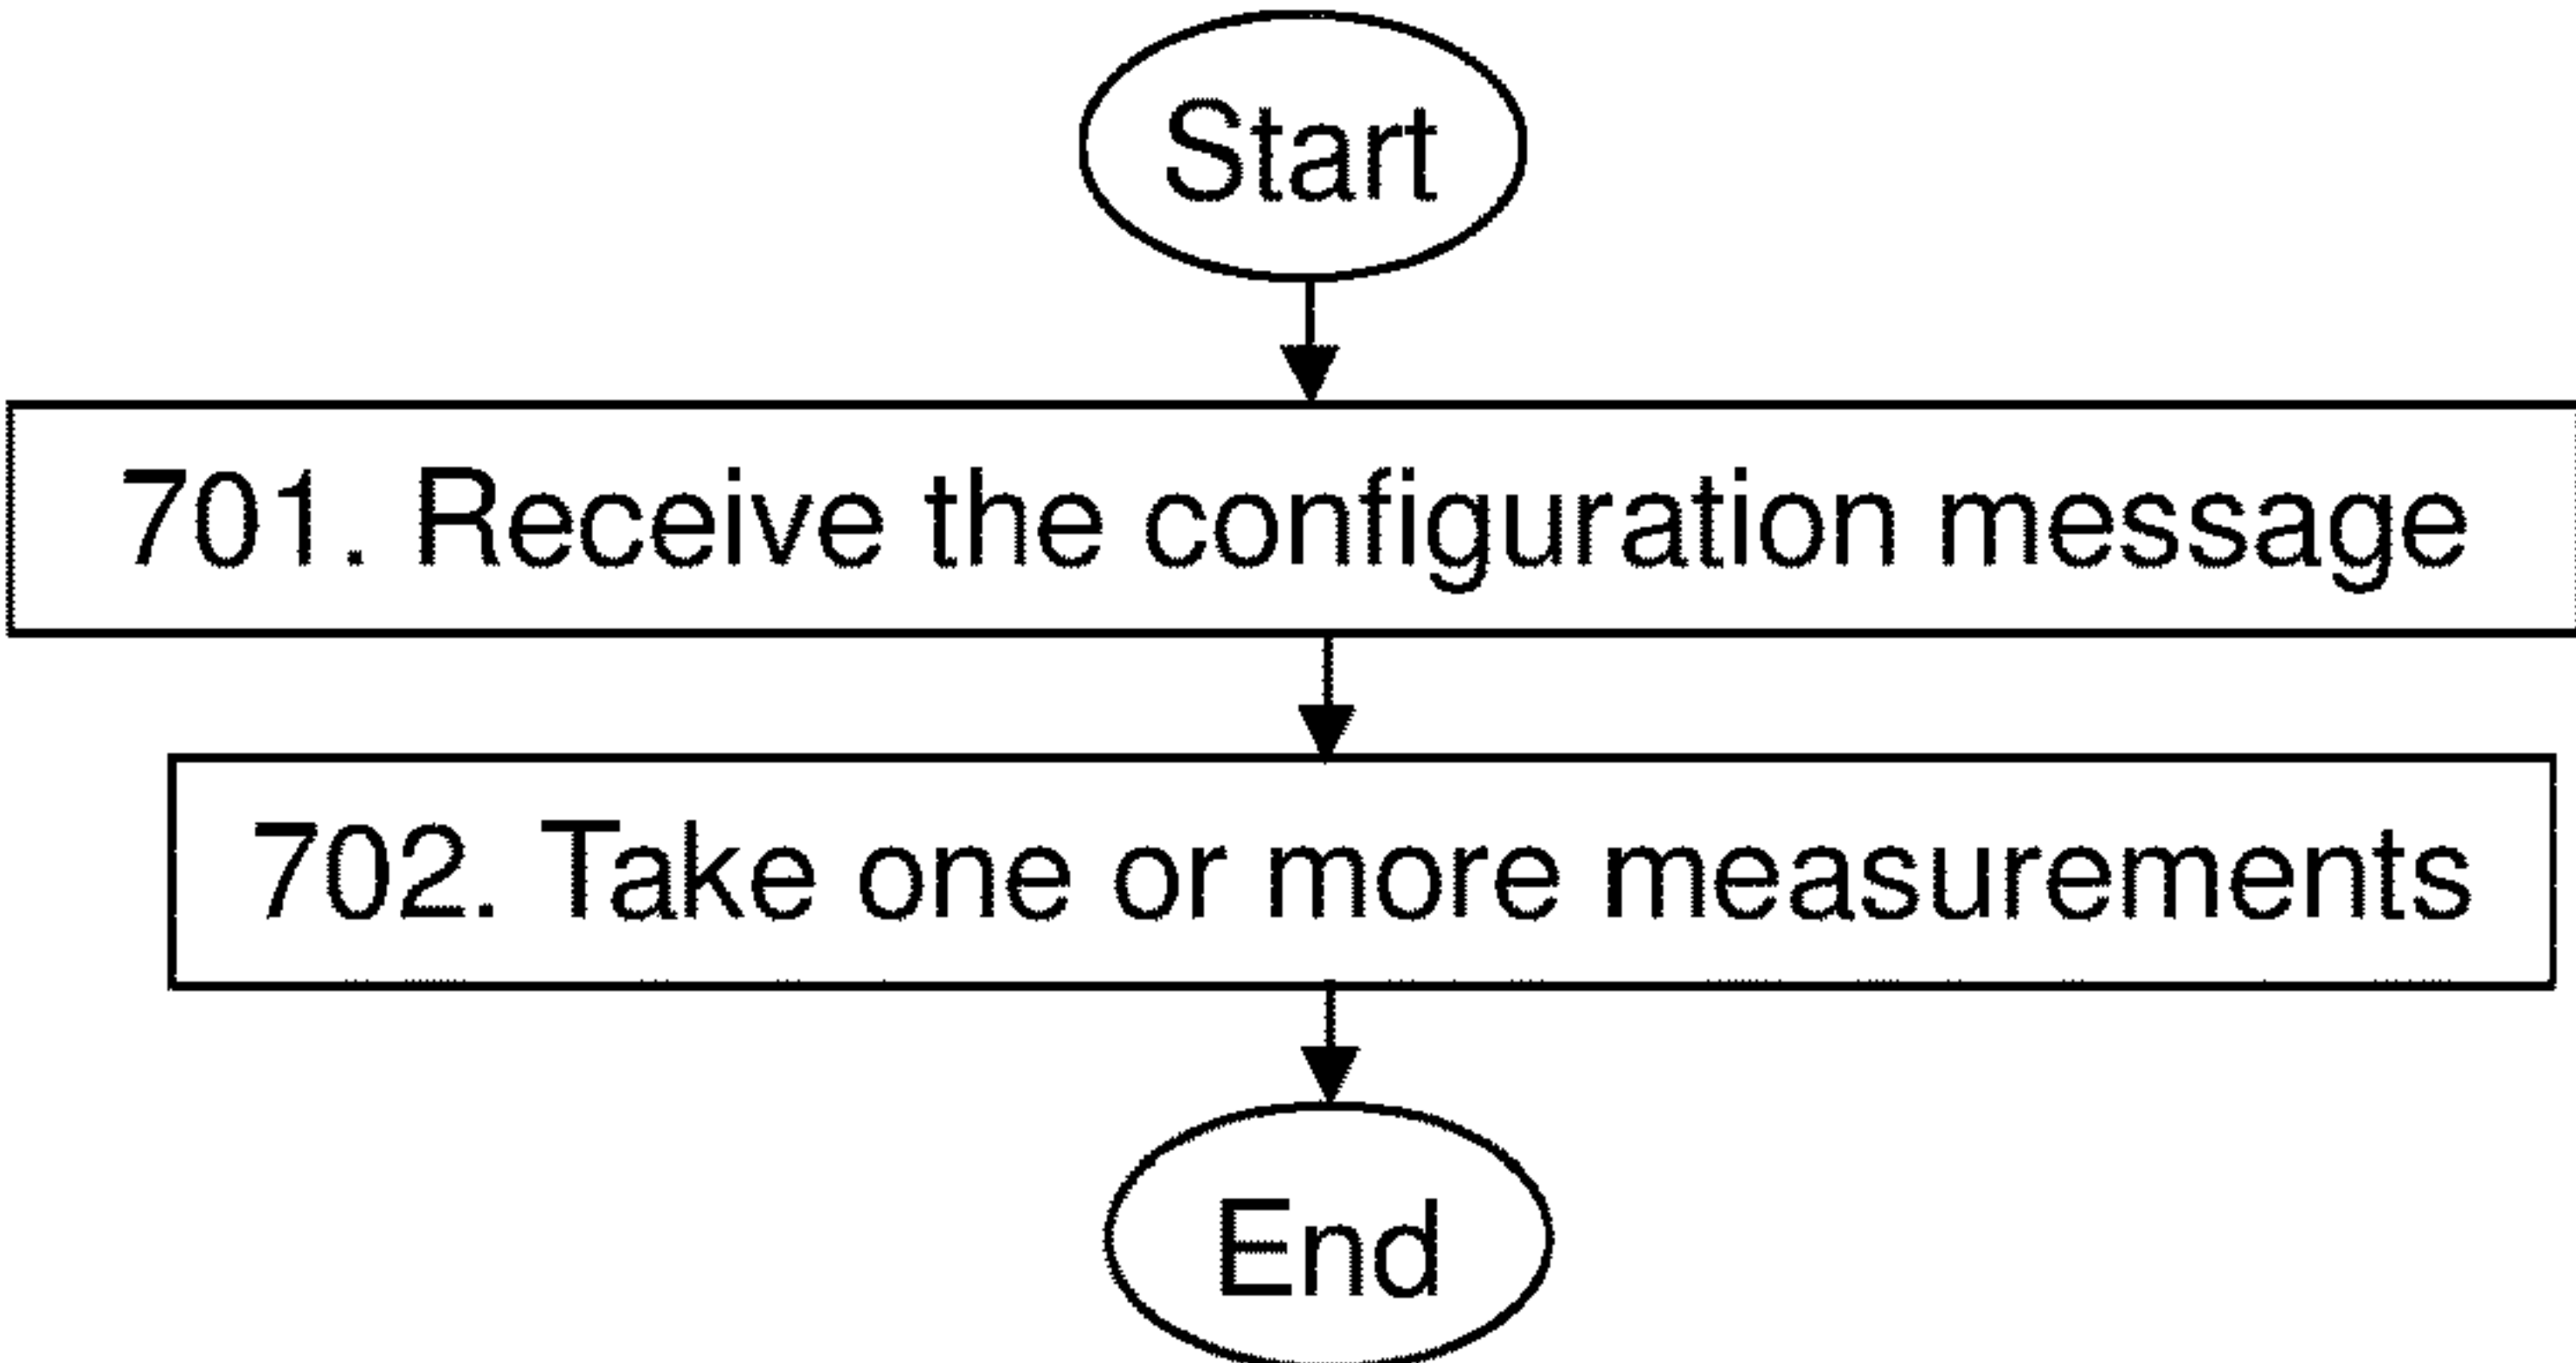 Start
701. Receive the configuration message
702. Take one or more measurements
End